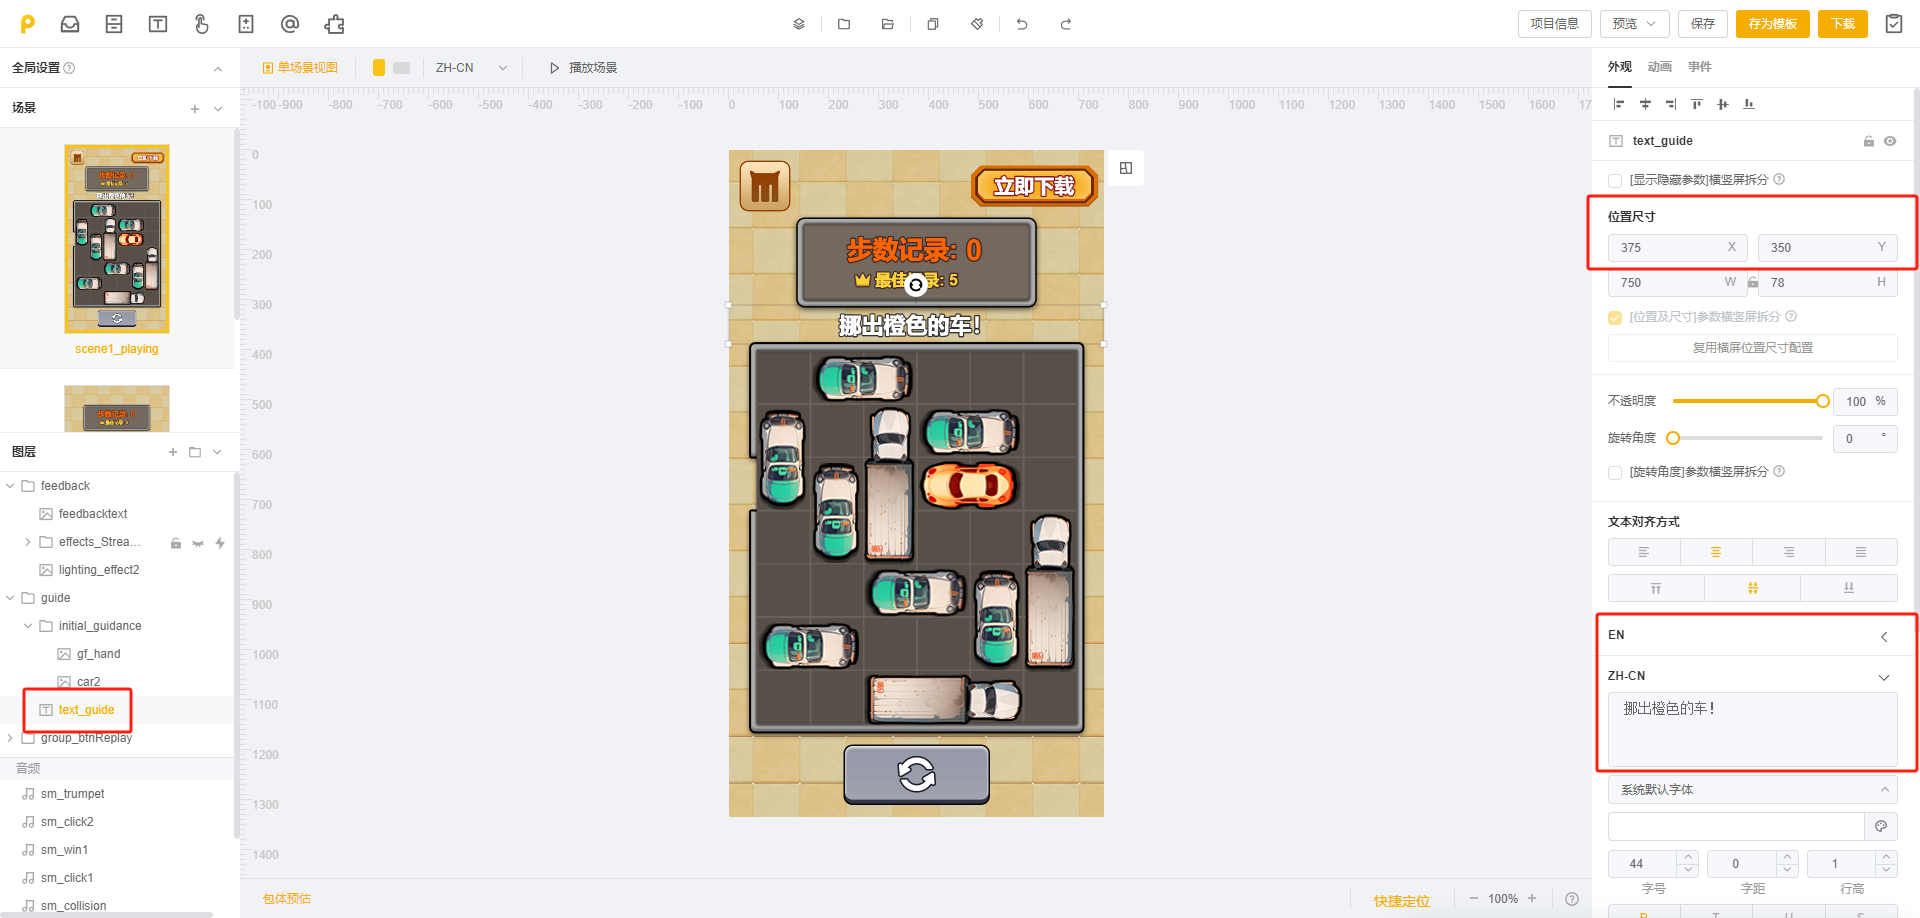 项目信息
预览
保存
存为模板
下载
全局设置
单场景视图
ZH-CN
播放场景
外观
动画
事件
场景
-100 -900 -800 -700 -600 -500 -400 -300 -200 -100 0 100 200 300 400 500 600 700 800 900 1000 1100 1200 1300 1400 1500 1600 17
0
100
200
300
400
500
600
700
800
900
1000
1100
1200
1300
1400
scene1_playing
立即下载
步数记录: 0
最佳记录: 5
挪出橙色的车!
text_guide
[显示隐藏参数]横竖屏拆分
位置尺寸
375 X
350 Y
750 W
78 H
[位置及尺寸]参数横竖屏拆分
复用横屏位置尺寸配置
不透明度
100 %
旋转角度
0 °
[旋转角度]参数横竖屏拆分
文本对齐方式
EN
ZH-CN
挪出橙色的车!
系统默认字体
44
0
1
字号
字距
行高
图层
feedback
feedbacktext
effects_Strea...
lighting_effect2
guide
initial_guidance
gf_hand
car2
text_guide
group_btnReplay
音频
sm_trumpet
sm_click2
sm_win1
sm_click1
sm_collision
包体预估
快捷定位
100%